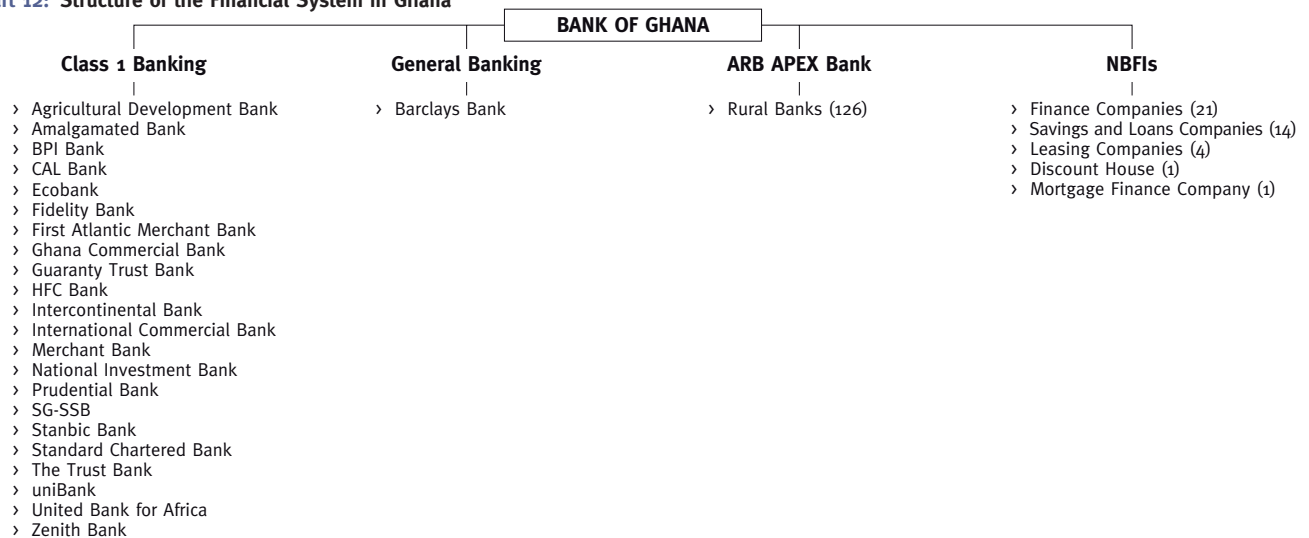 art 12: Structure of the Financial System in Ghana
BANK OF GHANA
Class 1 Banking
> Agricultural Development Bank
> Amalgamated Bank
> BPI Bank
> CAL Bank
> Ecobank
> Fidelity Bank
> First Atlantic Merchant Bank
> Ghana Commercial Bank
> Guaranty Trust Bank
> HFC Bank
> Intercontinental Bank
> International Commercial Bank
> Merchant Bank
> National Investment Bank
> Prudential Bank
> SG-SSB
> Stanbic Bank
> Standard Chartered Bank
> The Trust Bank
> uniBank
> United Bank for Africa
> Zenith Bank
General Banking
> Barclays Bank
ARB APEX Bank
> Rural Banks (126)
NBFIs
> Finance Companies (21)
> Savings and Loans Companies (14)
> Leasing Companies (4)
> Discount House (1)
> Mortgage Finance Company (1)